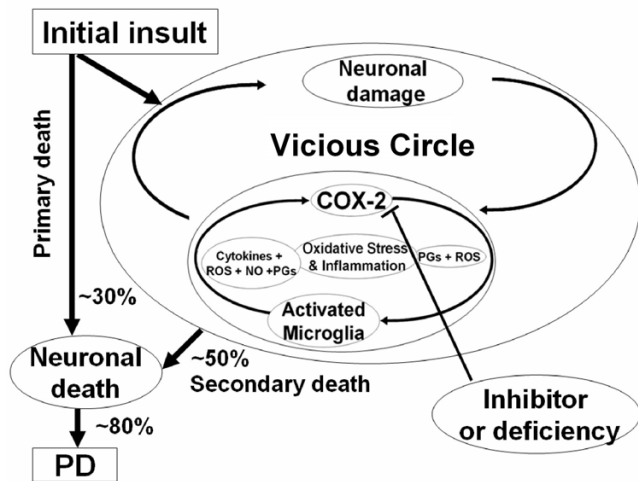 Initial insult
Neuronal
damage
Vicious Circle
Primary death
COX-2
Cytokines +
ROS + NO +PGs
Oxidative Stress
& Inflammation
PGs + ROS
Activated
Microglia
~30%
~50%
Secondary death
Neuronal
death
~80%
PD
Inhibitor
or deficiency